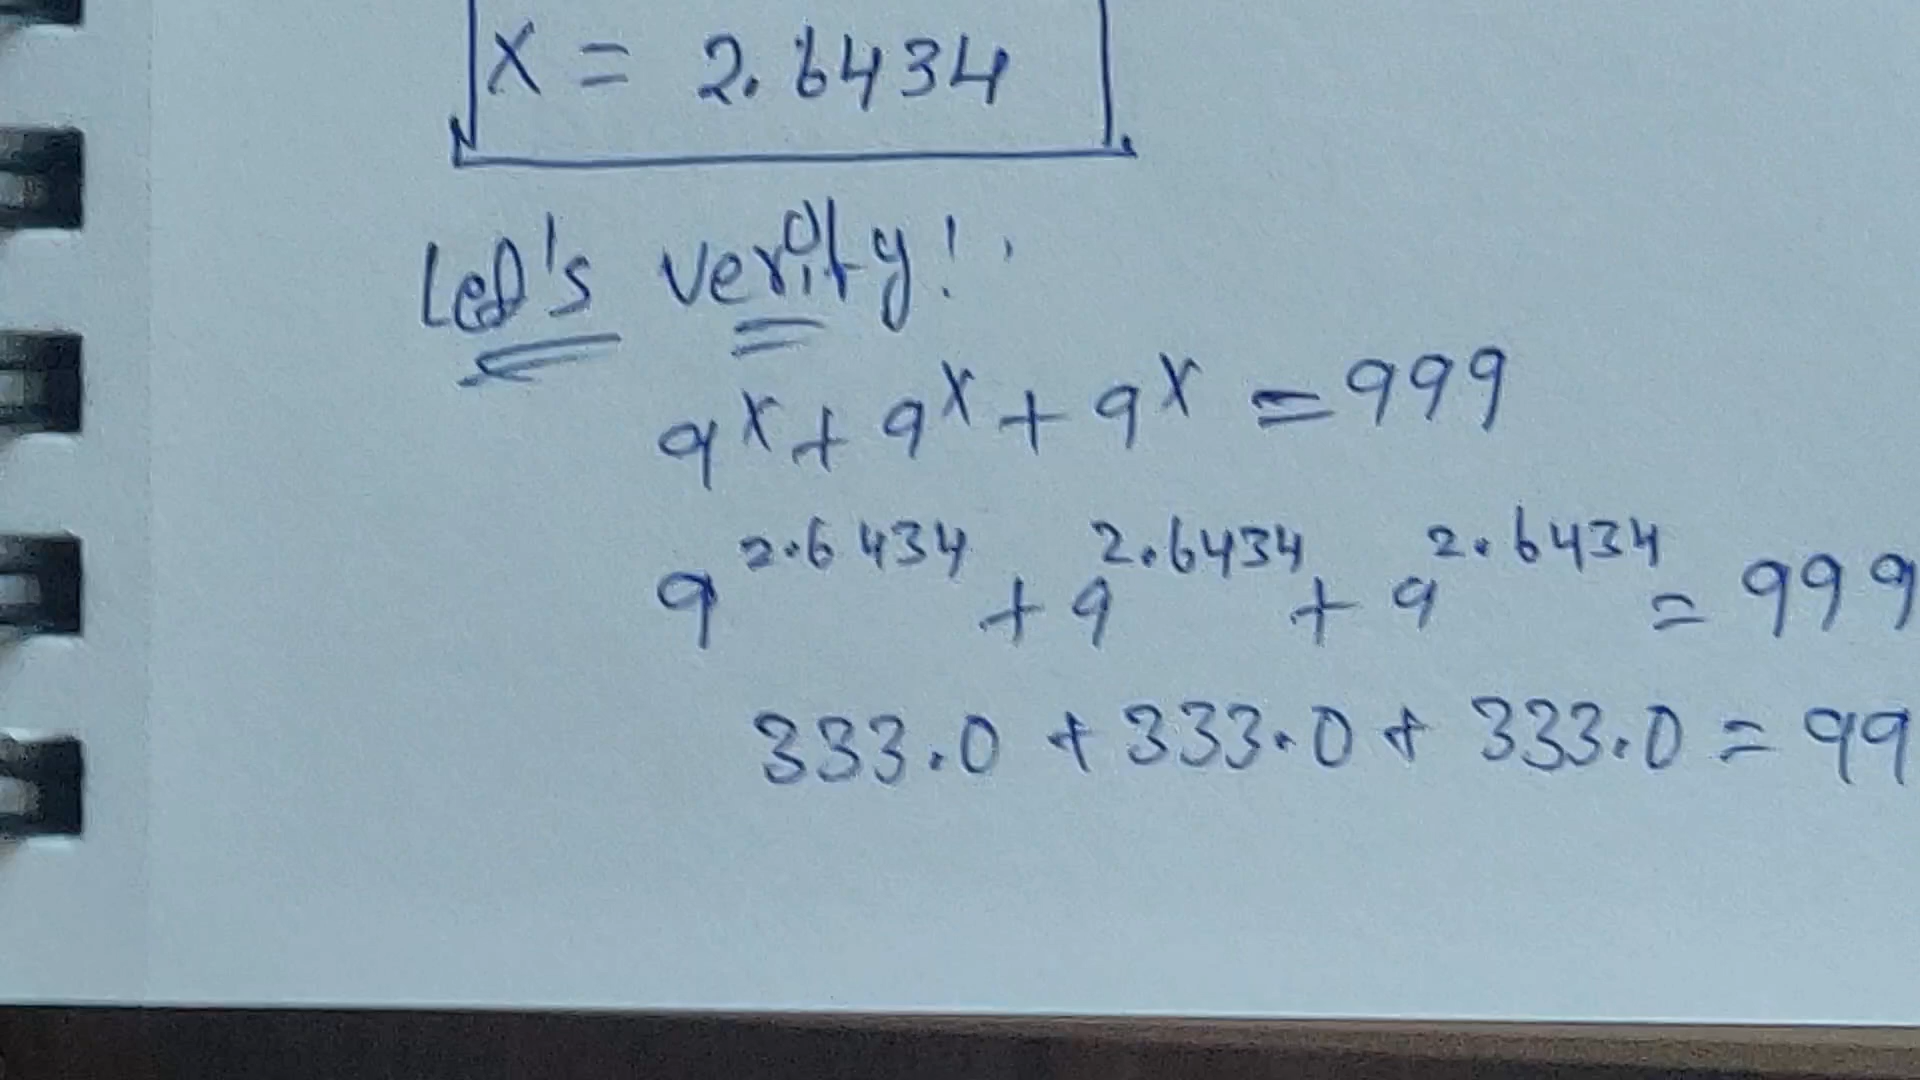 x = 2.6434
Let's verify!
9^x + 9^x + 9^x = 999
9^2.6434 + 9^2.6434 + 9^2.6434 = 999
333.0 + 333.0 + 333.0 = 99